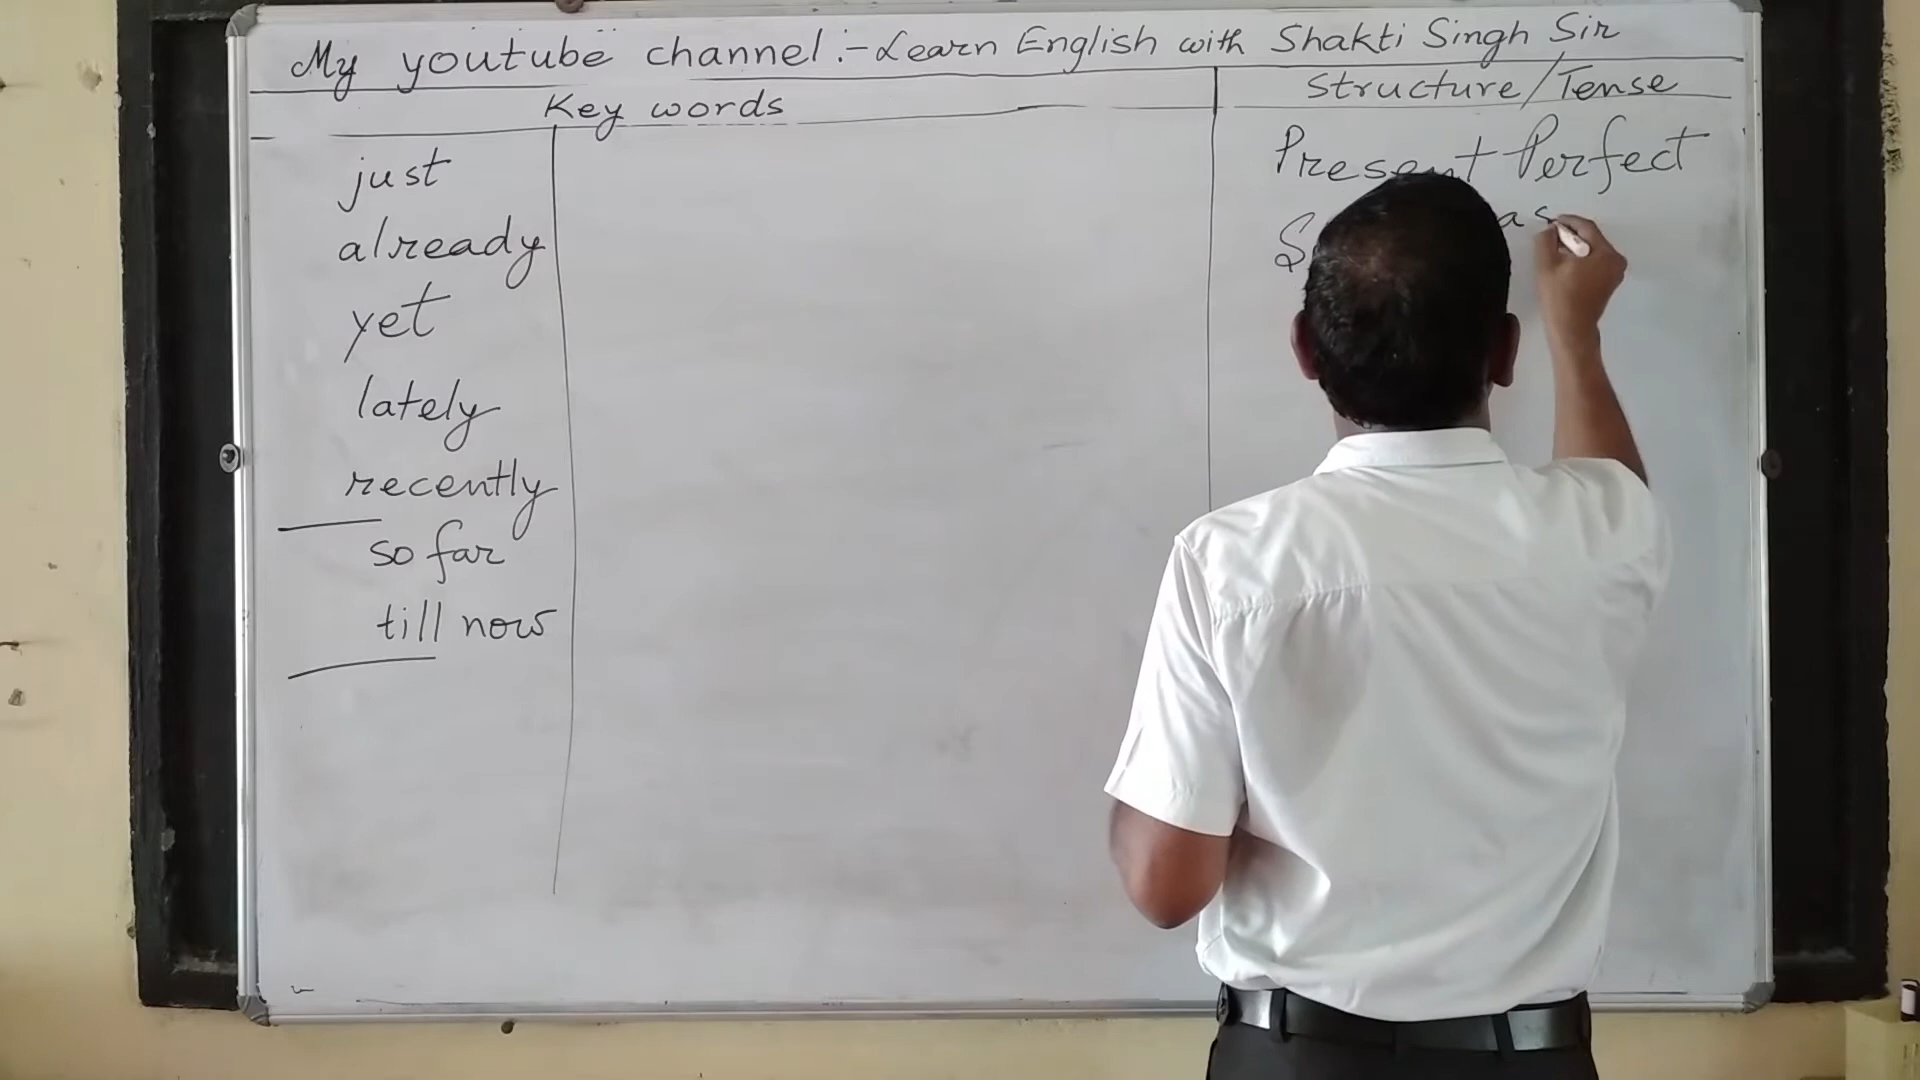 My youtube channel :- Learn English with Shakti Singh Sir
Key words
Structure/Tense
just
already
yet
lately
recently
so far
till now
Present Perfect
S
as